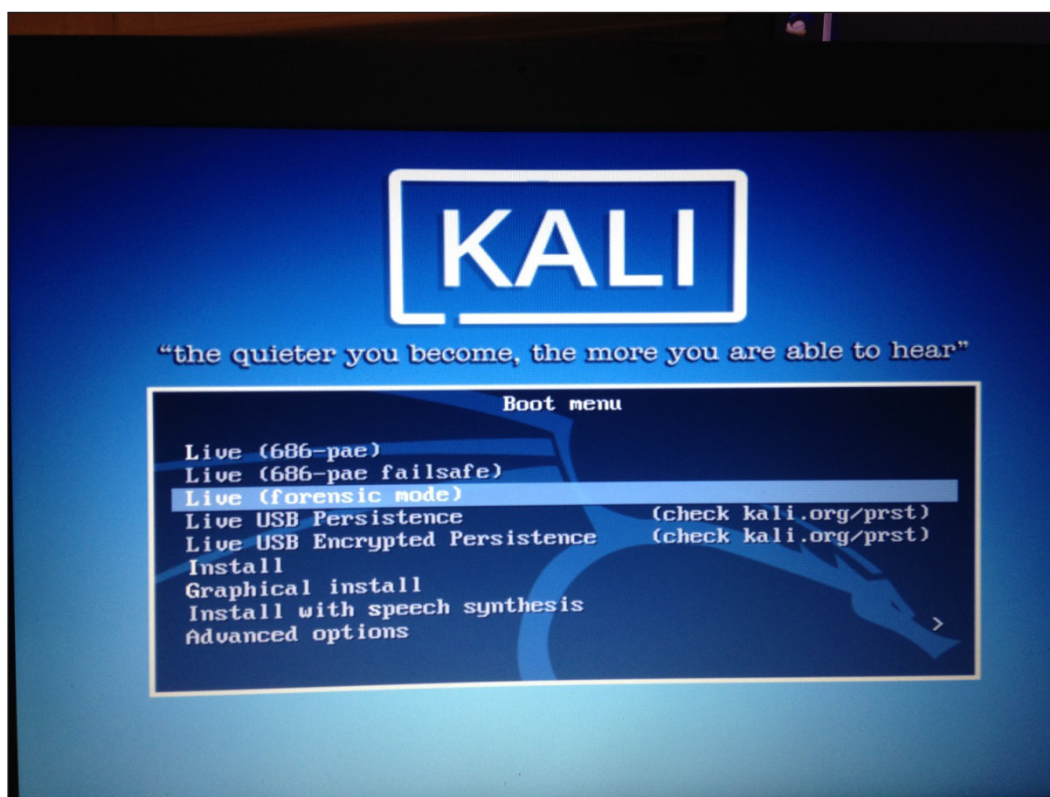 KALI
“the quieter you become, the more you are able to hear”
Boot menu
Live (686-pae)
Live (686-pae failsafe)
Live (forensic mode)
Live USB Persistence (check kali.org/prst)
Live USB Encrypted Persistence (check kali.org/prst)
Install
Graphical install
Install with speech synthesis
Advanced options >